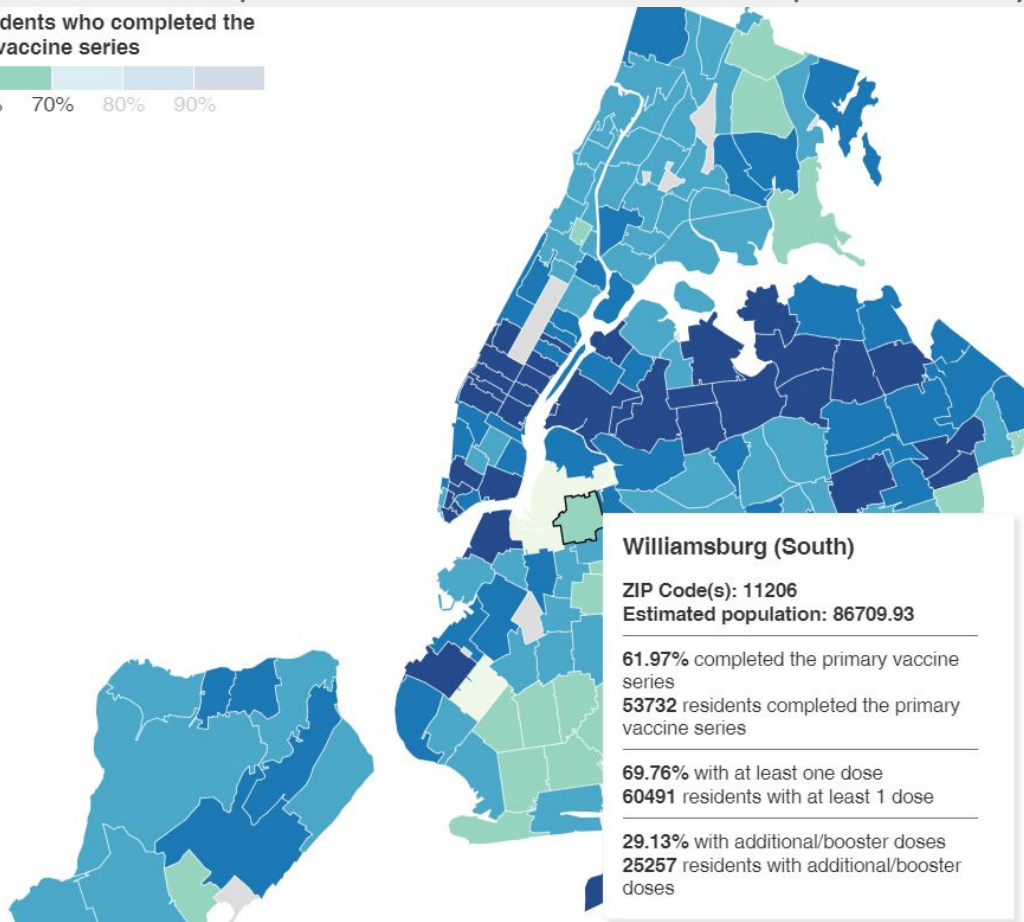 dents who completed the
vaccine series
70% 80% 90%
Williamsburg (South)
ZIP Code(s): 11206
Estimated population: 86709.93
61.97% completed the primary vaccine
series
53732 residents completed the primary
vaccine series
69.76% with at least one dose
60491 residents with at least 1 dose
29.13% with additional/booster doses
25257 residents with additional/booster
doses